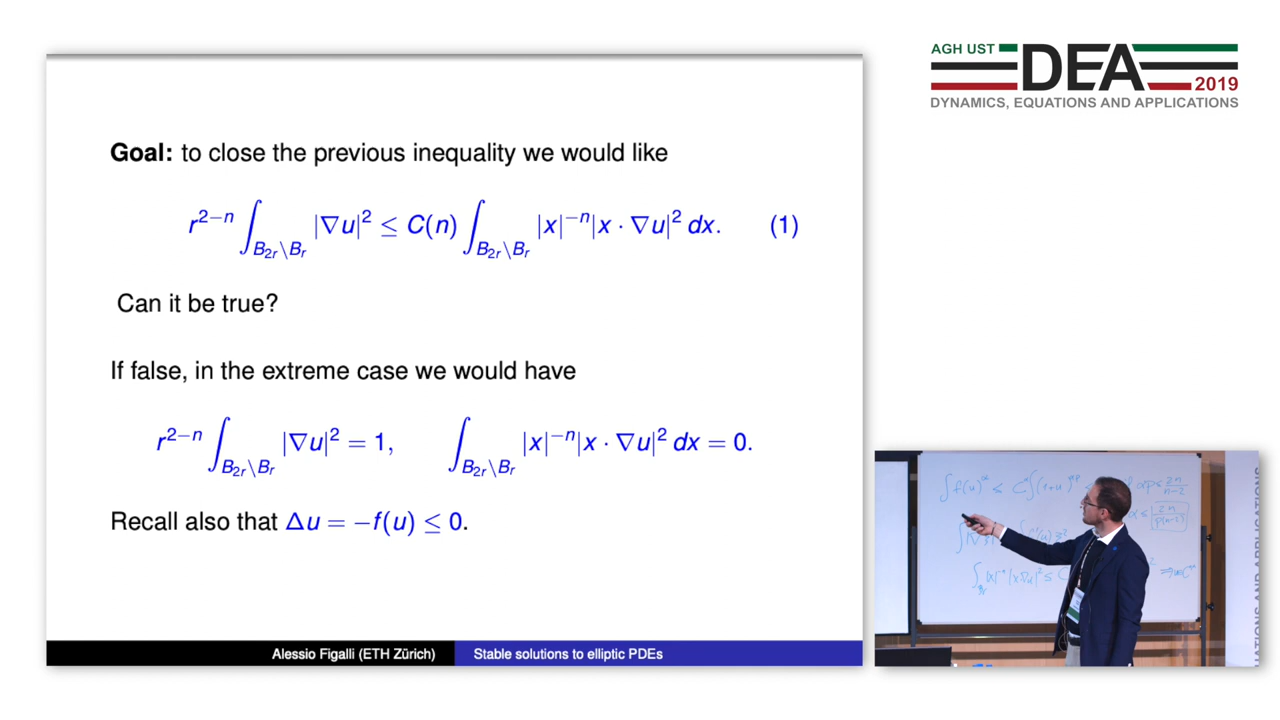 AGH UST
DEA
2019
DYNAMICS, EQUATIONS AND APPLICATIONS
Goal: to close the previous inequality we would like
r^{2−n} ∫_{B_{2r}\B_r} |∇u|² ≤ C(n) ∫_{B_{2r}\B_r} |x|^{−n}|x · ∇u|² dx. (1)
Can it be true?
If false, in the extreme case we would have
r^{2−n} ∫_{B_{2r}\B_r} |∇u|² = 1, ∫_{B_{2r}\B_r} |x|^{−n}|x · ∇u|² dx = 0.
Recall also that Δu = −f(u) ≤ 0.
Alessio Figalli (ETH Zürich) Stable solutions to elliptic PDEs